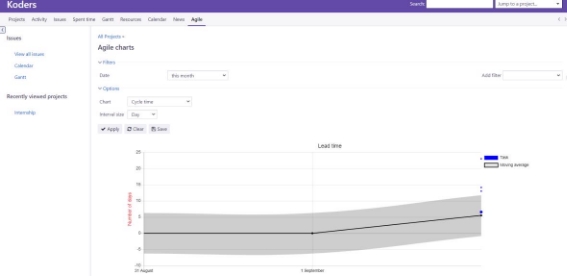 Koders
Search:
Jump to a project...
Projects Activity Issues Spent time Gantt Resources Calendar News Agile
Issues
View all issues
Calendar
Gantt
Recently viewed projects
Internship
All Projects »
Agile charts
Filters
Date this month Add filter
Options
Chart Cycle time
Interval size Day
Apply Clear Save
Lead time
Total
Moving average
Number of days
25
20
15
10
5
0
-5
-10
31 August 1 September